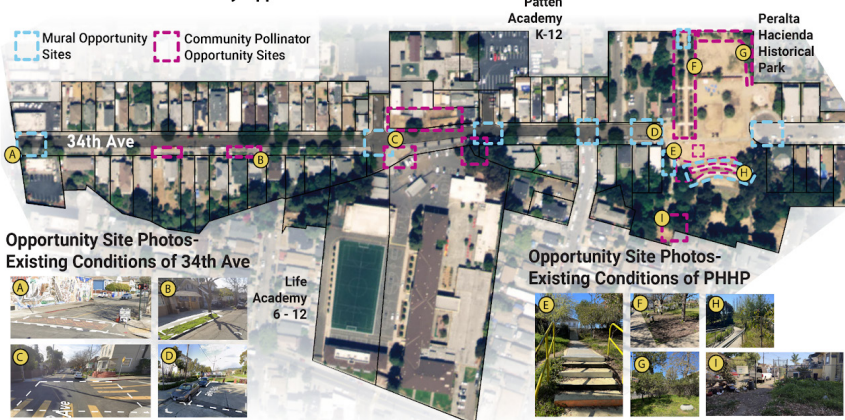 Patten
Academy
K-12
Peralta
Hacienda
Historical
Park
Mural Opportunity
Sites
Community Pollinator
Opportunity Sites
34th Ave
A
B
C
D
E
F
G
H
I
Opportunity Site Photos-
Existing Conditions of 34th Ave
Life
Academy
6 - 12
Opportunity Site Photos-
Existing Conditions of PHHP
A
B
C
D
Ave
E
F
G
H
I